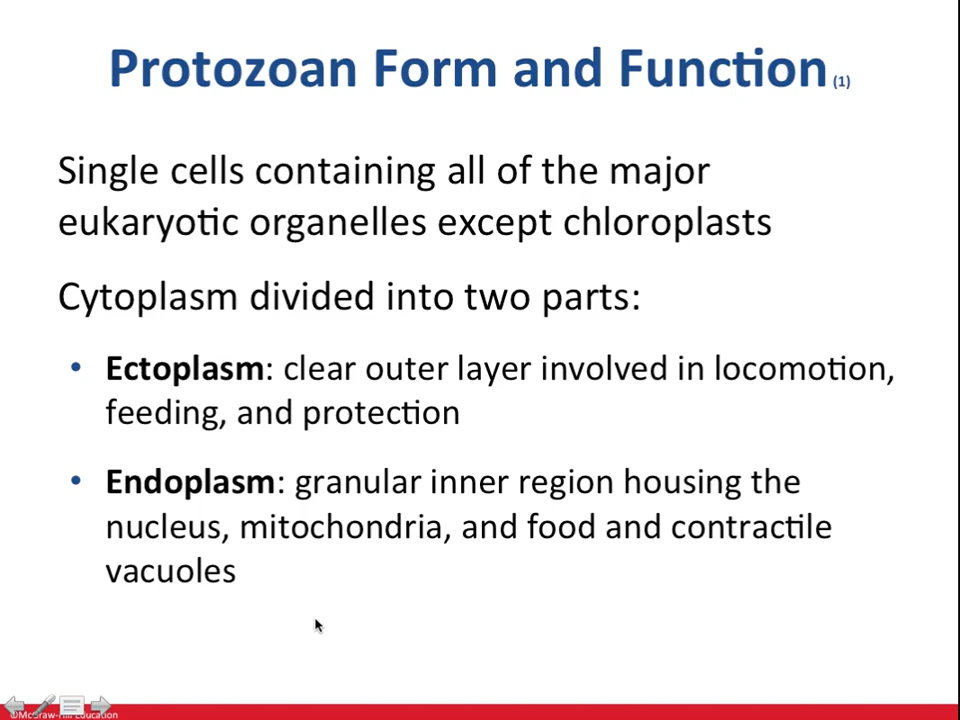 Protozoan Form and Function (1)
Single cells containing all of the major
eukaryotic organelles except chloroplasts
Cytoplasm divided into two parts:
• Ectoplasm: clear outer layer involved in locomotion,
feeding, and protection
• Endoplasm: granular inner region housing the
nucleus, mitochondria, and food and contractile
vacuoles
©McGraw-Hill Education